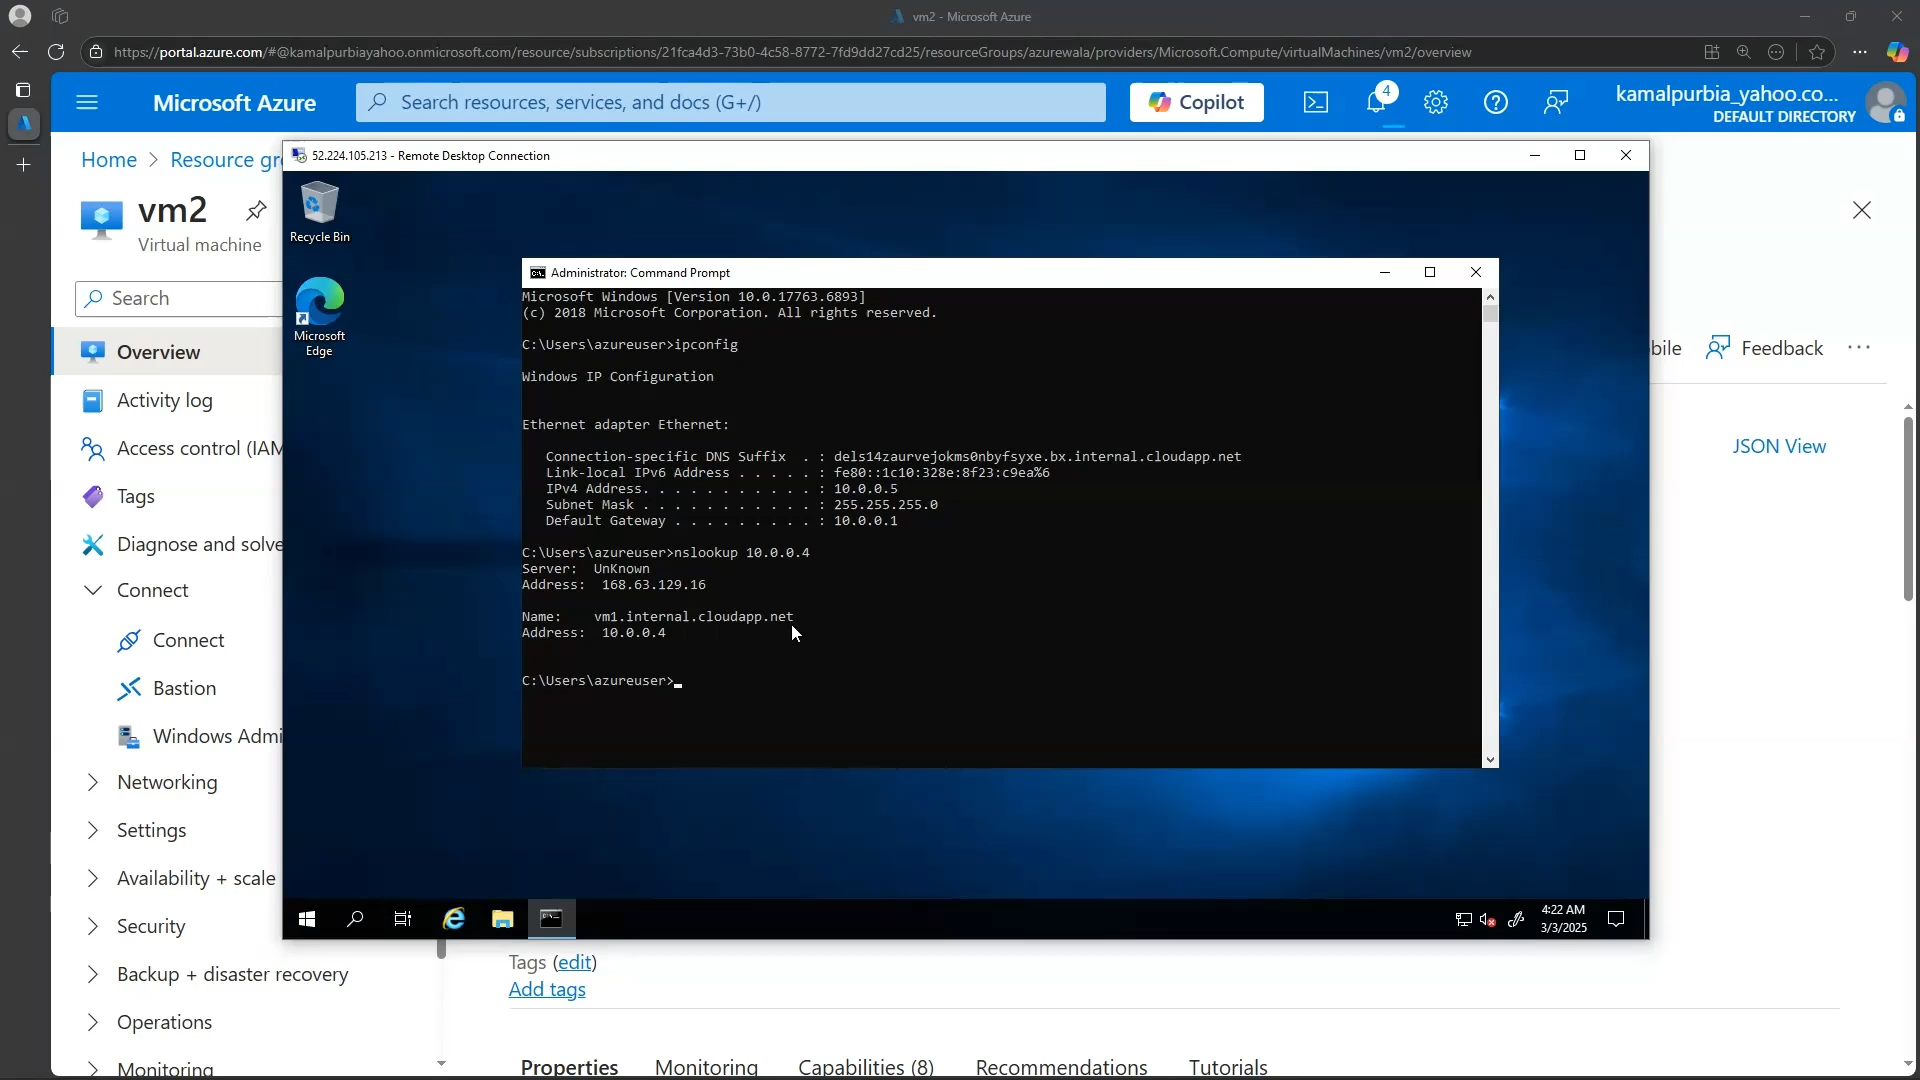 vm2 - Microsoft Azure
https://portal.azure.com/#@kamalpurbiayahoo.onmicrosoft.com/resource/subscriptions/21fca4d3-73b0-4c58-8772-7fd9dd27cd25/resourceGroups/azurewala/providers/Microsoft.Compute/virtualMachines/vm2/overview
Microsoft Azure
Search resources, services, and docs (G+/)
Copilot
4
kamalpurbia_yahoo.co...
DEFAULT DIRECTORY
Home > Resource gr
52.224.105.213 - Remote Desktop Connection
vm2
Virtual machine
Search
Overview
Activity log
Access control (IAM
Tags
Diagnose and solve
Connect
Connect
Bastion
Windows Admi
Networking
Settings
Availability + scale
Security
Backup + disaster recovery
Operations
Monitoring
Recycle Bin
Microsoft
Edge
Administrator: Command Prompt
Microsoft Windows [Version 10.0.17763.6893]
(c) 2018 Microsoft Corporation. All rights reserved.
C:\Users\azureuser>ipconfig
Windows IP Configuration
Ethernet adapter Ethernet:
Connection-specific DNS Suffix . : dels14zaurvejokms0nbyfsyxe.bx.internal.cloudapp.net
Link-local IPv6 Address . . . . . : fe80::1c10:328e:8f23:c9ea%6
IPv4 Address. . . . . . . . . . . : 10.0.0.5
Subnet Mask . . . . . . . . . . . : 255.255.255.0
Default Gateway . . . . . . . . . : 10.0.0.1
C:\Users\azureuser>nslookup 10.0.0.4
Server: UnKnown
Address: 168.63.129.16
Name: vm1.internal.cloudapp.net
Address: 10.0.0.4
C:\Users\azureuser>_
4:22 AM
3/3/2025
bile
Feedback
JSON View
Tags (edit)
Add tags
Properties Monitoring Capabilities (8) Recommendations Tutorials